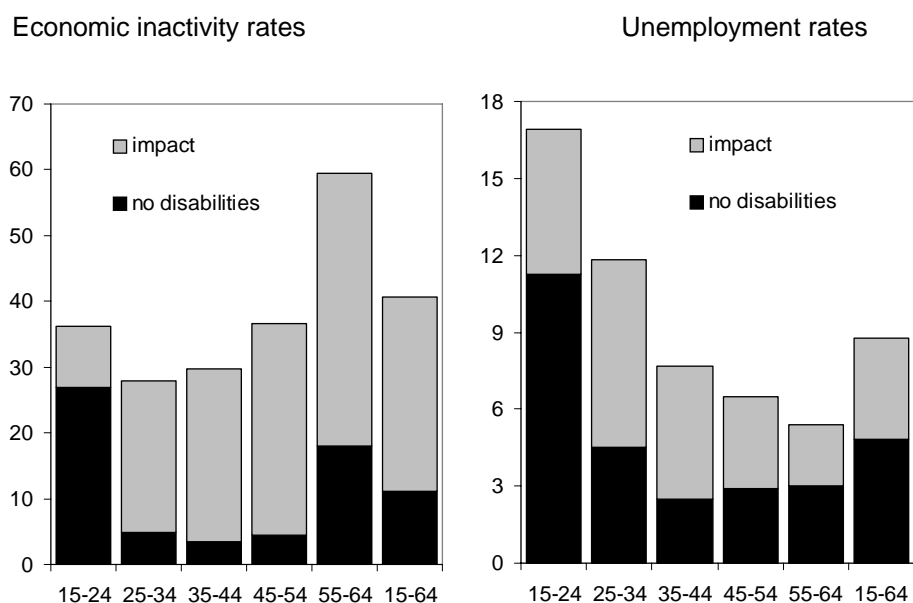 Economic inactivity rates
Unemployment rates
70
60
50
40
30
20
10
0
impact
no disabilities
15-24 25-34 35-44 45-54 55-64 15-64
18
15
12
9
6
3
0
impact
no disabilities
15-24 25-34 35-44 45-54 55-64 15-64